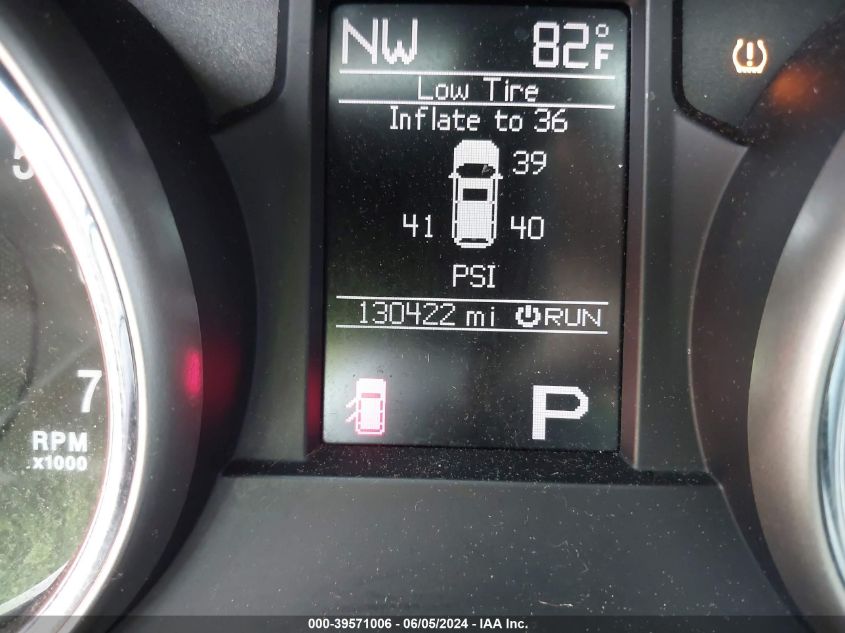 NW 82°F
Low Tire
Inflate to 36
39
41 40
PSI
130422 mi RUN
P
5
7
RPM
x1000
000-39571006 - 06/05/2024 - IAA Inc.